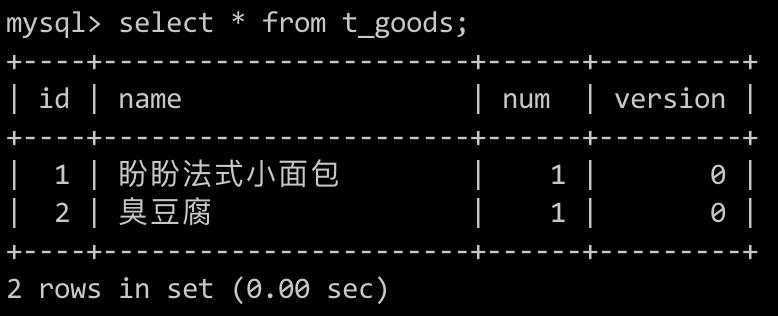 mysql> select * from t_goods;
+----+----------------------+------+---------+
| id | name                 | num  | version |
+----+----------------------+------+---------+
|  1 | 盼盼法式小面包       |    1 |       0 |
|  2 | 臭豆腐               |    1 |       0 |
+----+----------------------+------+---------+
2 rows in set (0.00 sec)